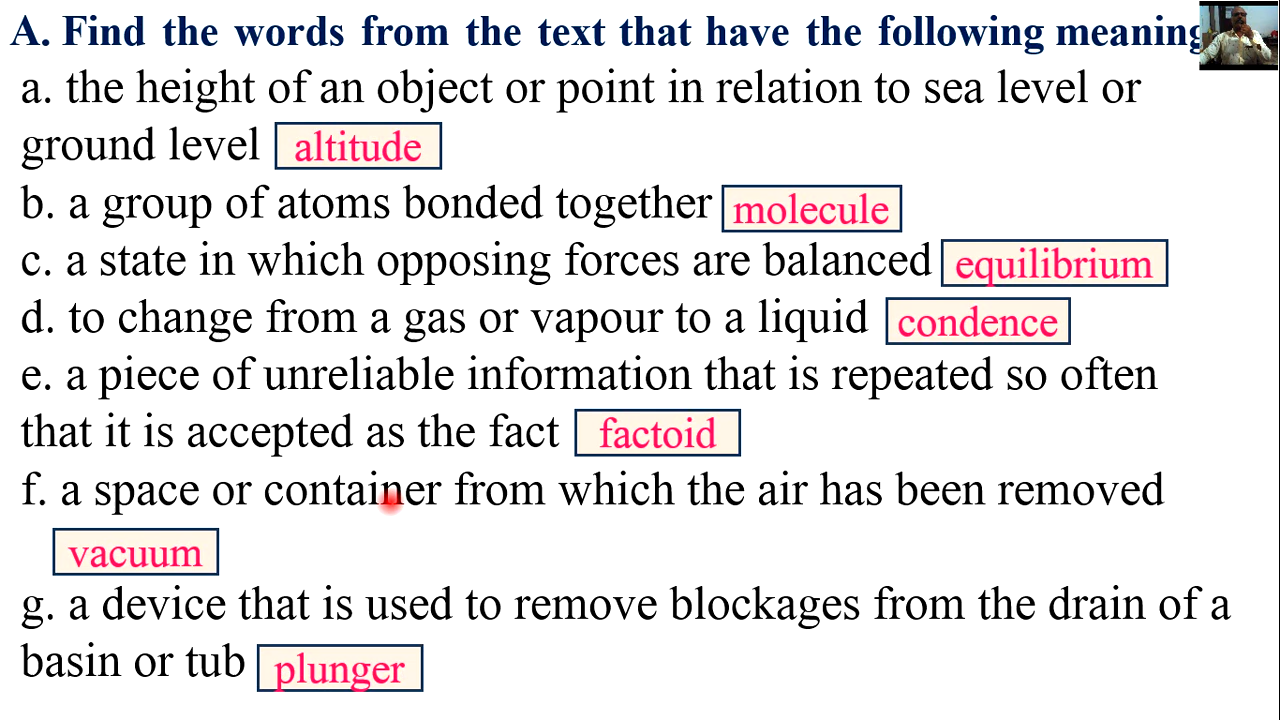 A. Find the words from the text that have the following meaning
a. the height of an object or point in relation to sea level or
ground level altitude
b. a group of atoms bonded together molecule
c. a state in which opposing forces are balanced equilibrium
d. to change from a gas or vapour to a liquid condence
e. a piece of unreliable information that is repeated so often
that it is accepted as the fact factoid
f. a space or container from which the air has been removed
vacuum
g. a device that is used to remove blockages from the drain of a
basin or tub plunger